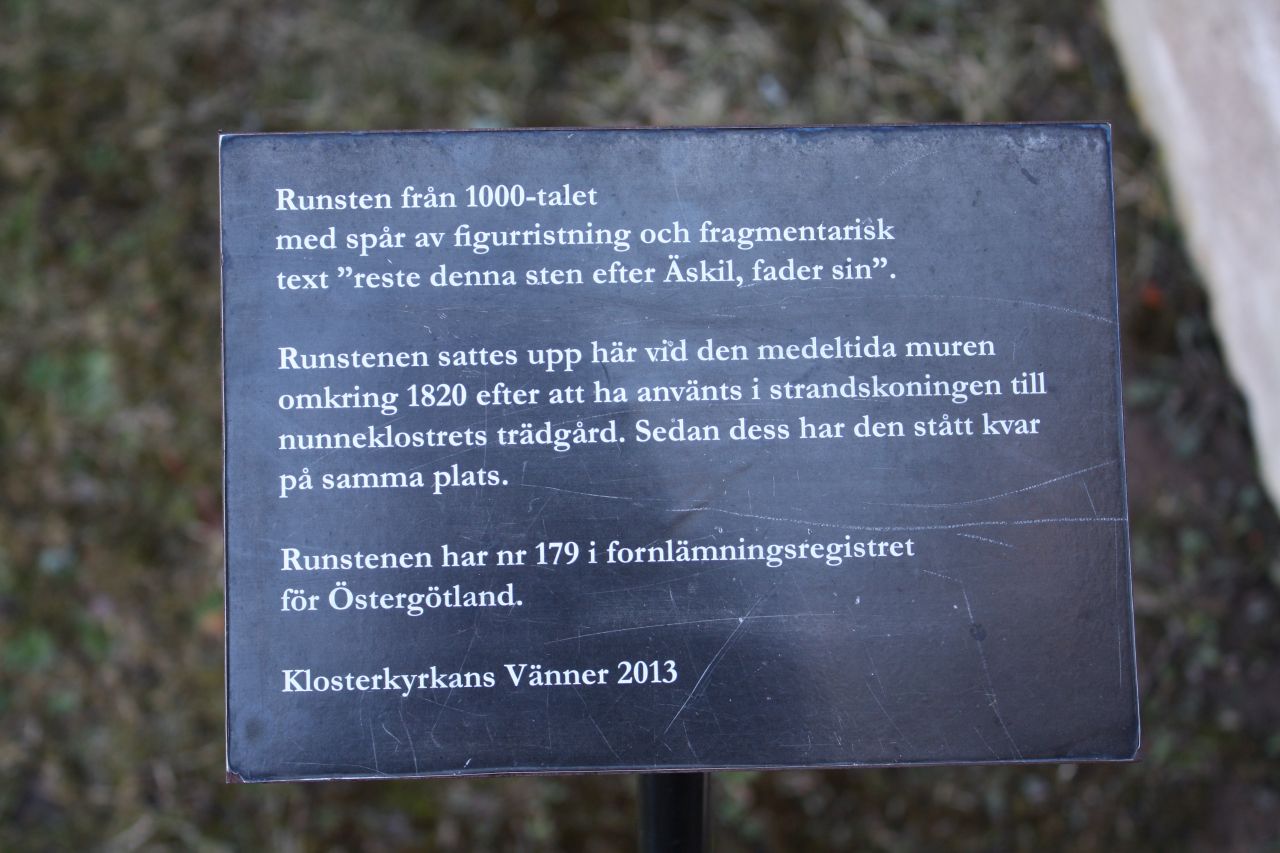 Runsten från 1000-talet
med spår av figurristning och fragmentarisk
text ”reste denna sten efter Äskil, fader sin”.
Runstenen sattes upp här vid den medeltida muren
omkring 1820 efter att ha använts i strandskoningen till
nunneklostrets trädgård. Sedan dess har den stått kvar
på samma plats.
Runstenen har nr 179 i fornlämningsregistret
för Östergötland.
Klosterkyrkans Vänner 2013